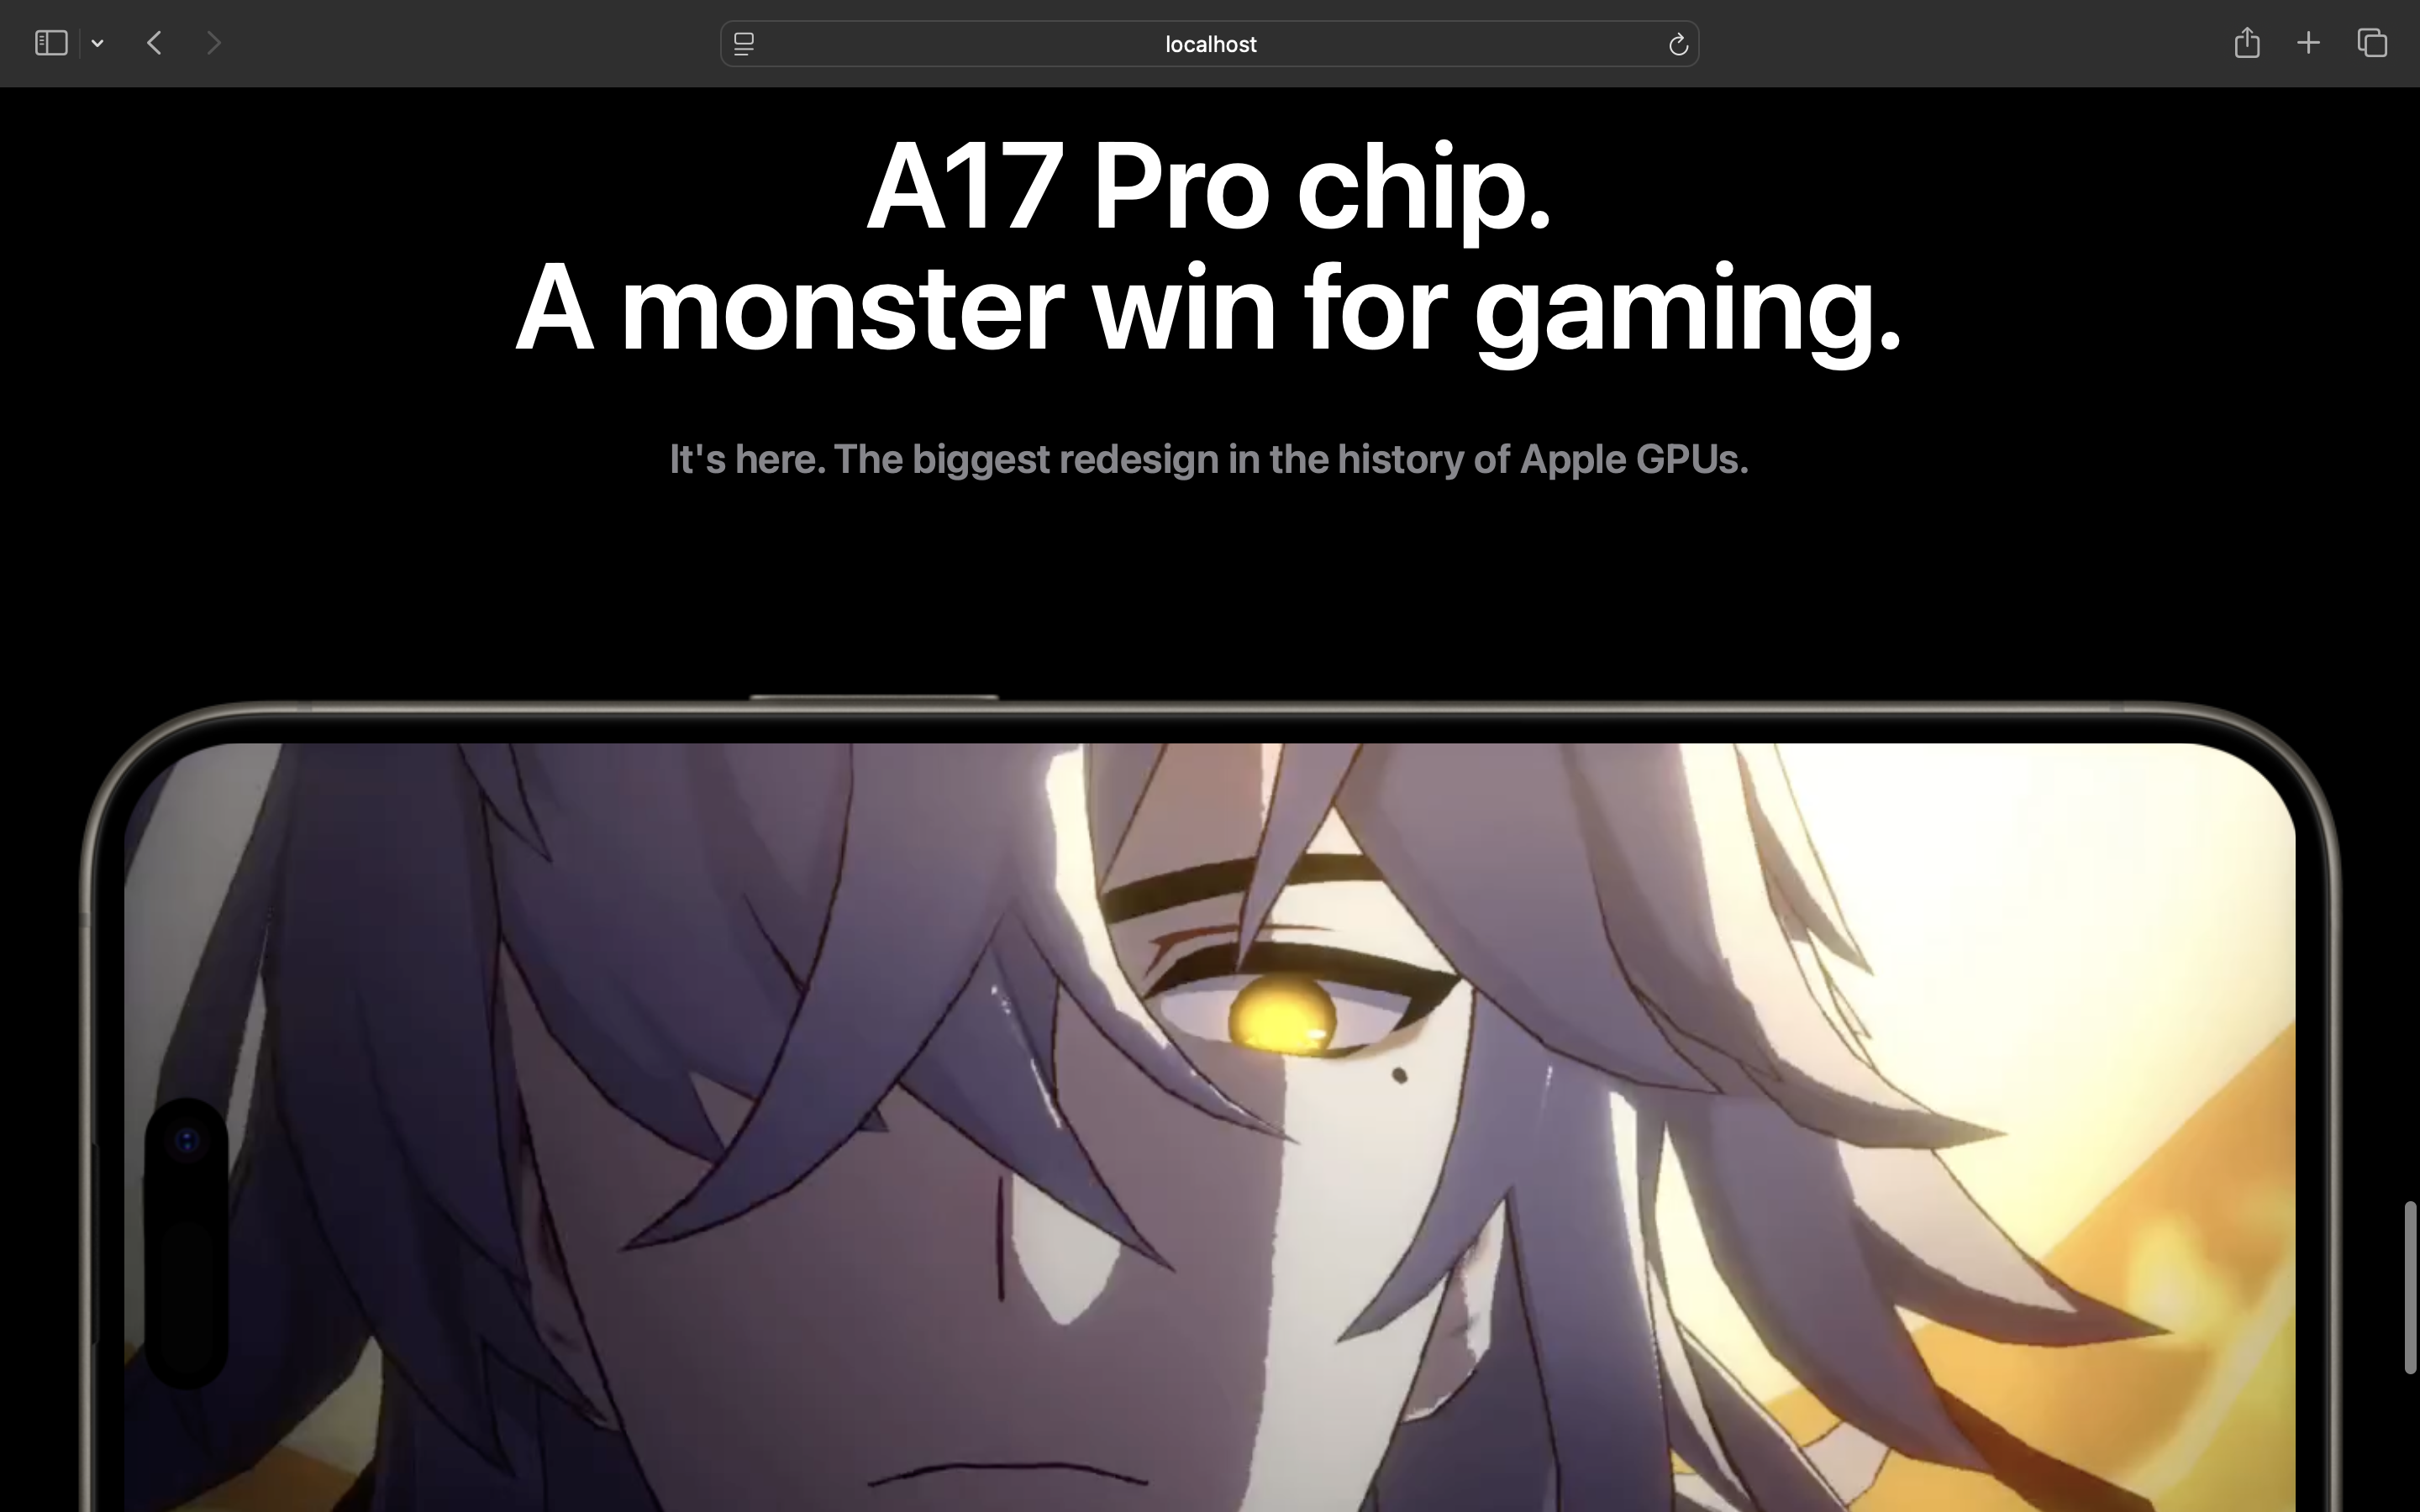 localhost
A17 Pro chip.
A monster win for gaming.
It's here. The biggest redesign in the history of Apple GPUs.